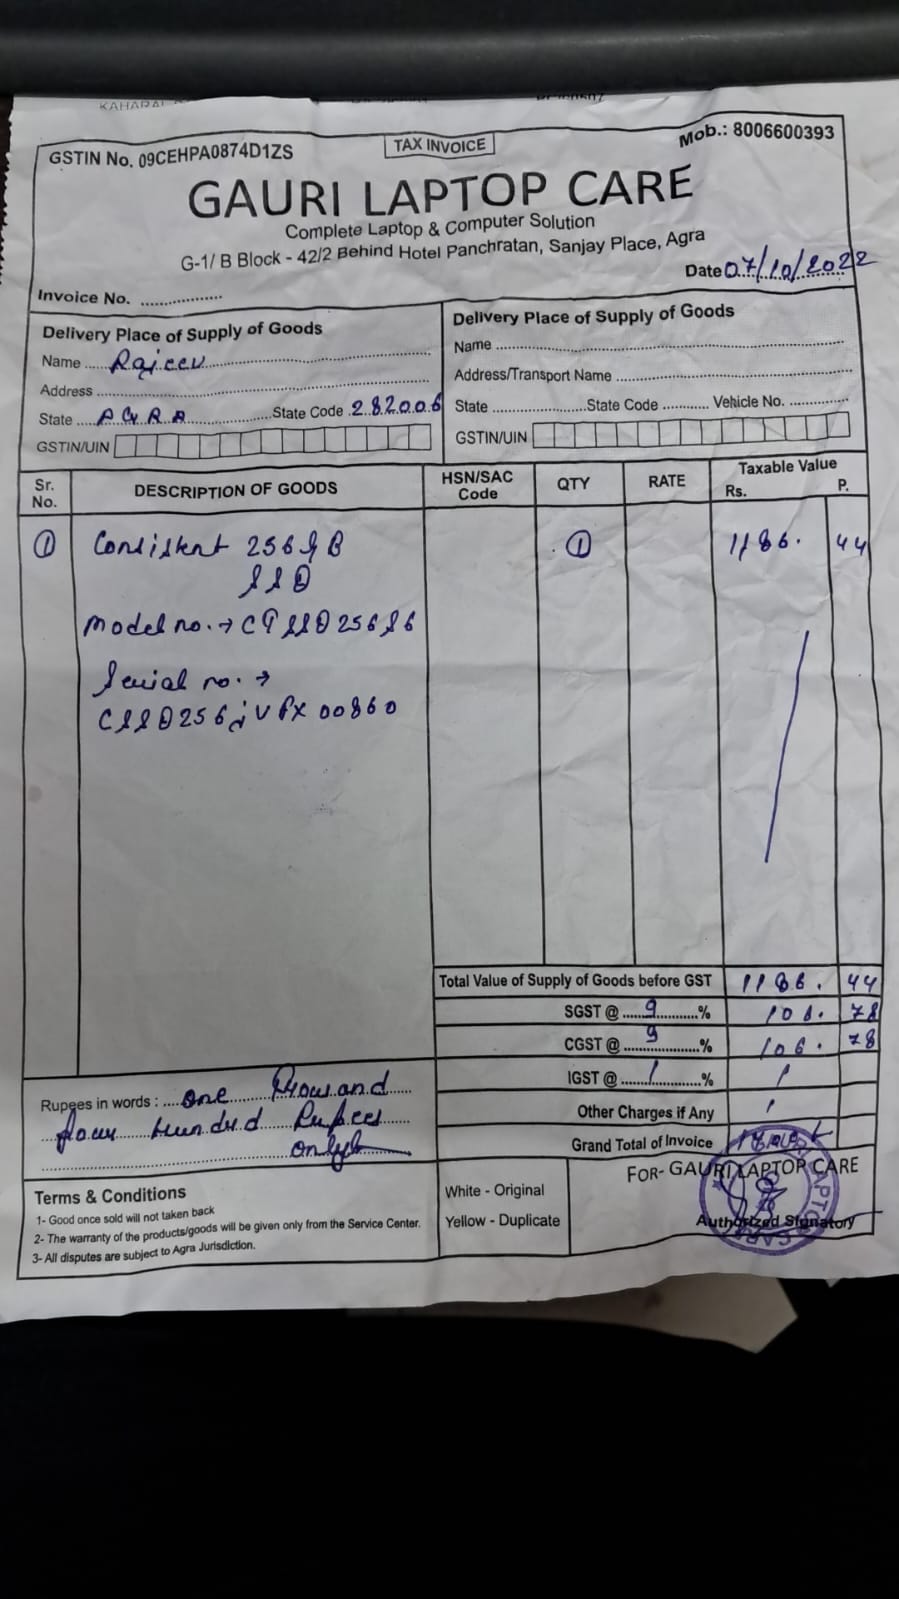 GSTIN No. 09CEHPA0874D1ZS
TAX INVOICE
Mob.: 8006600393
GAURI LAPTOP CARE
Complete Laptop & Computer Solution
G-1/ B Block - 42/2 Behind Hotel Panchratan, Sanjay Place, Agra
Date 07/10/2022
Invoice No. ..................
Delivery Place of Supply of Goods
Name ..... Rajeev
Address
State .... AGRA State Code .282006
GSTIN/UIN
Delivery Place of Supply of Goods
Name
Address/Transport Name
State ..................... State Code ........... Vehicle No. .............
GSTIN/UIN
Sr. No. DESCRIPTION OF GOODS HSN/SAC Code QTY RATE Taxable Value Rs. P.
1 Consistent 256GB 1 1186. 44
SSD
Model no. → CTSSD256S6
Serial no. →
00860
Total Value of Supply of Goods before GST 1186. 44
SGST @ ....9..........% 106. 78
CGST @ ....9..........% 106. 78
IGST @ ....../........% /
Other Charges if Any /
Grand Total of Invoice
Rupees in words : .... One Thousand
four Hundred Rupees
only
Terms & Conditions
1- Good once sold will not taken back
2- The warranty of the products/goods will be given only from the Service Center.
3- All disputes are subject to Agra Jurisdiction.
White - Original
Yellow - Duplicate
FOR- GAURI LAPTOP CARE
Authorized Signatory